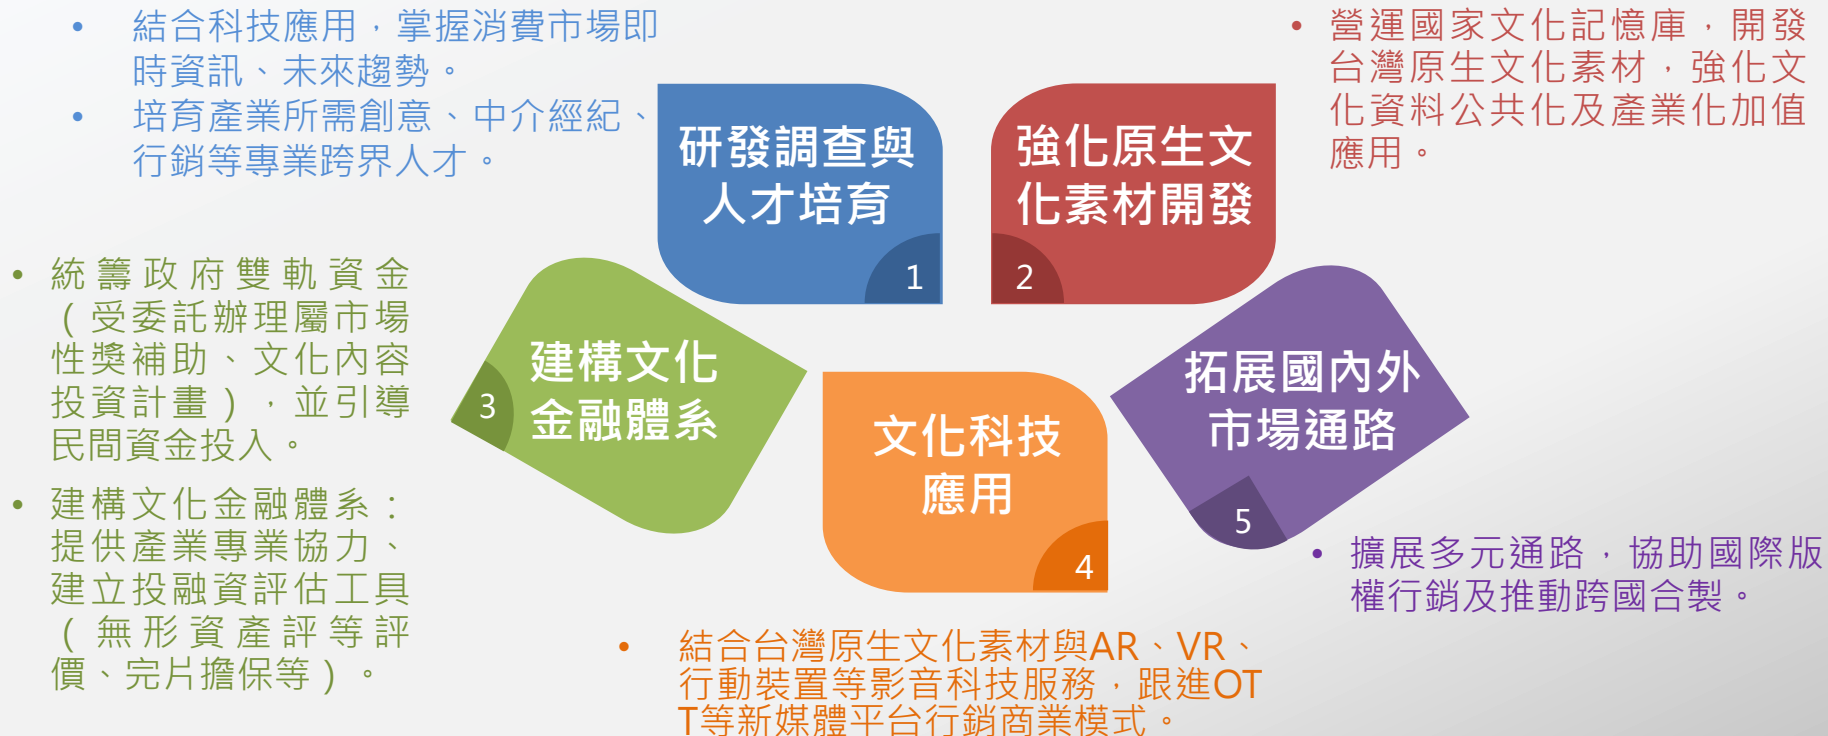 • 結合科技應用，掌握消費市場即
時資訊、未來趨勢。
• 培育產業所需創意、中介經紀、
行銷等專業跨界人才。
研發調查與
人才培育
1
強化原生文
化素材開發
2
• 營運國家文化記憶庫，開發
台灣原生文化素材，強化文
化資料公共化及產業化加值
應用。
• 統籌政府雙軌資金
（受委託辦理屬市場
性獎補助、文化內容
投資計畫），並引導
民間資金投入。
• 建構文化金融體系：
提供產業專業協力、
建立投融資評估工具
（無形資產評等評
價、完片擔保等）。
建構文化
金融體系
3
文化科技
應用
4
• 結合台灣原生文化素材與AR、VR、
行動裝置等影音科技服務，跟進OT
T等新媒體平台行銷商業模式。
拓展國內外
市場通路
5
• 擴展多元通路，協助國際版
權行銷及推動跨國合製。